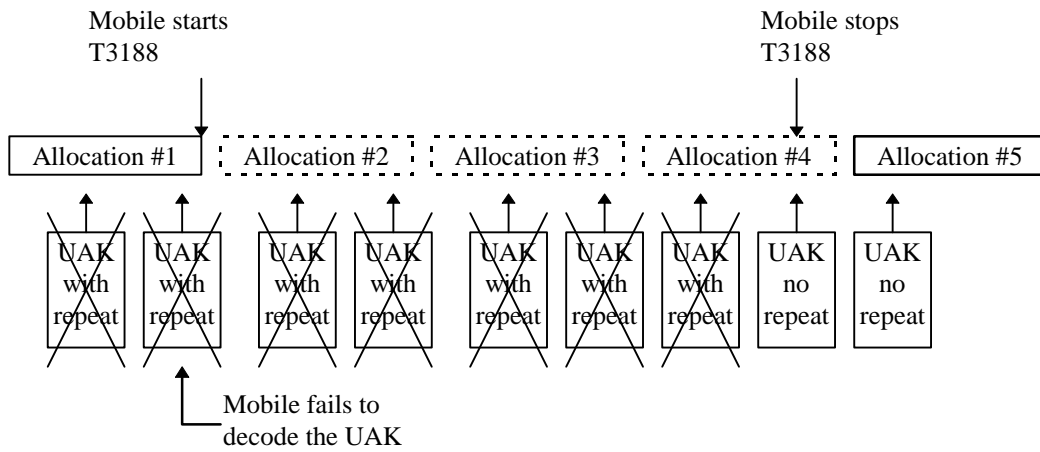 Mobile starts
T3188
Mobile stops
T3188
Allocation #1
Allocation #2
Allocation #3
Allocation #4
Allocation #5
UAK
with
repeat
UAK
with
repeat
UAK
with
repeat
UAK
with
repeat
UAK
with
repeat
UAK
with
repeat
UAK
with
repeat
UAK
no
repeat
UAK
no
repeat
Mobile fails to
decode the UAK